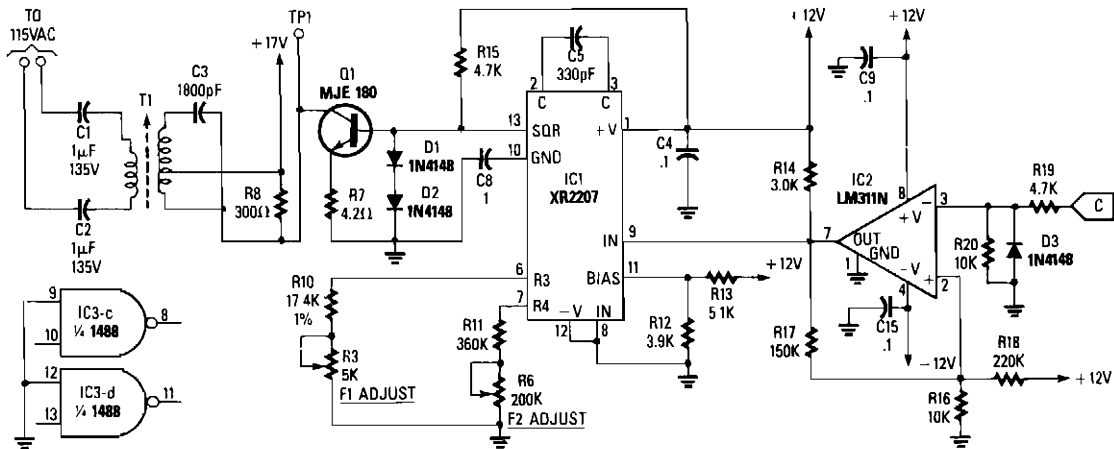 TO
115VAC
C1
1µF
135V
C2
1µF
135V
T1
C3
1800pF
+17V
R8
300Ω
TP1
Q1
MJE 180
R7
4.2Ω
D1
1N4148
D2
1N4148
R15
4.7K
C8
1
C5
330pF
2
3
C
C
13
SQR
+V
1
10
GND
IC1
XR2207
IN
9
BIAS
11
6
R3
7
R4
-V
IN
12
8
C4
.1
R10
17.4K
1%
R3
5K
F1 ADJUST
R11
360K
R6
200K
F2 ADJUST
R12
3.9K
R13
5.1K
+12V
+12V
R14
3.0K
R17
150K
+12V
C9
.1
IC2
LM311N
8
+V
-
3
7
OUT
GND
1
-V
4
+
2
C15
.1
-12V
R19
4.7K
C
R20
10K
D3
1N4148
R18
220K
+12V
R16
10K
9
10
IC3-c
¼ 1488
8
12
13
IC3-d
¼ 1488
11